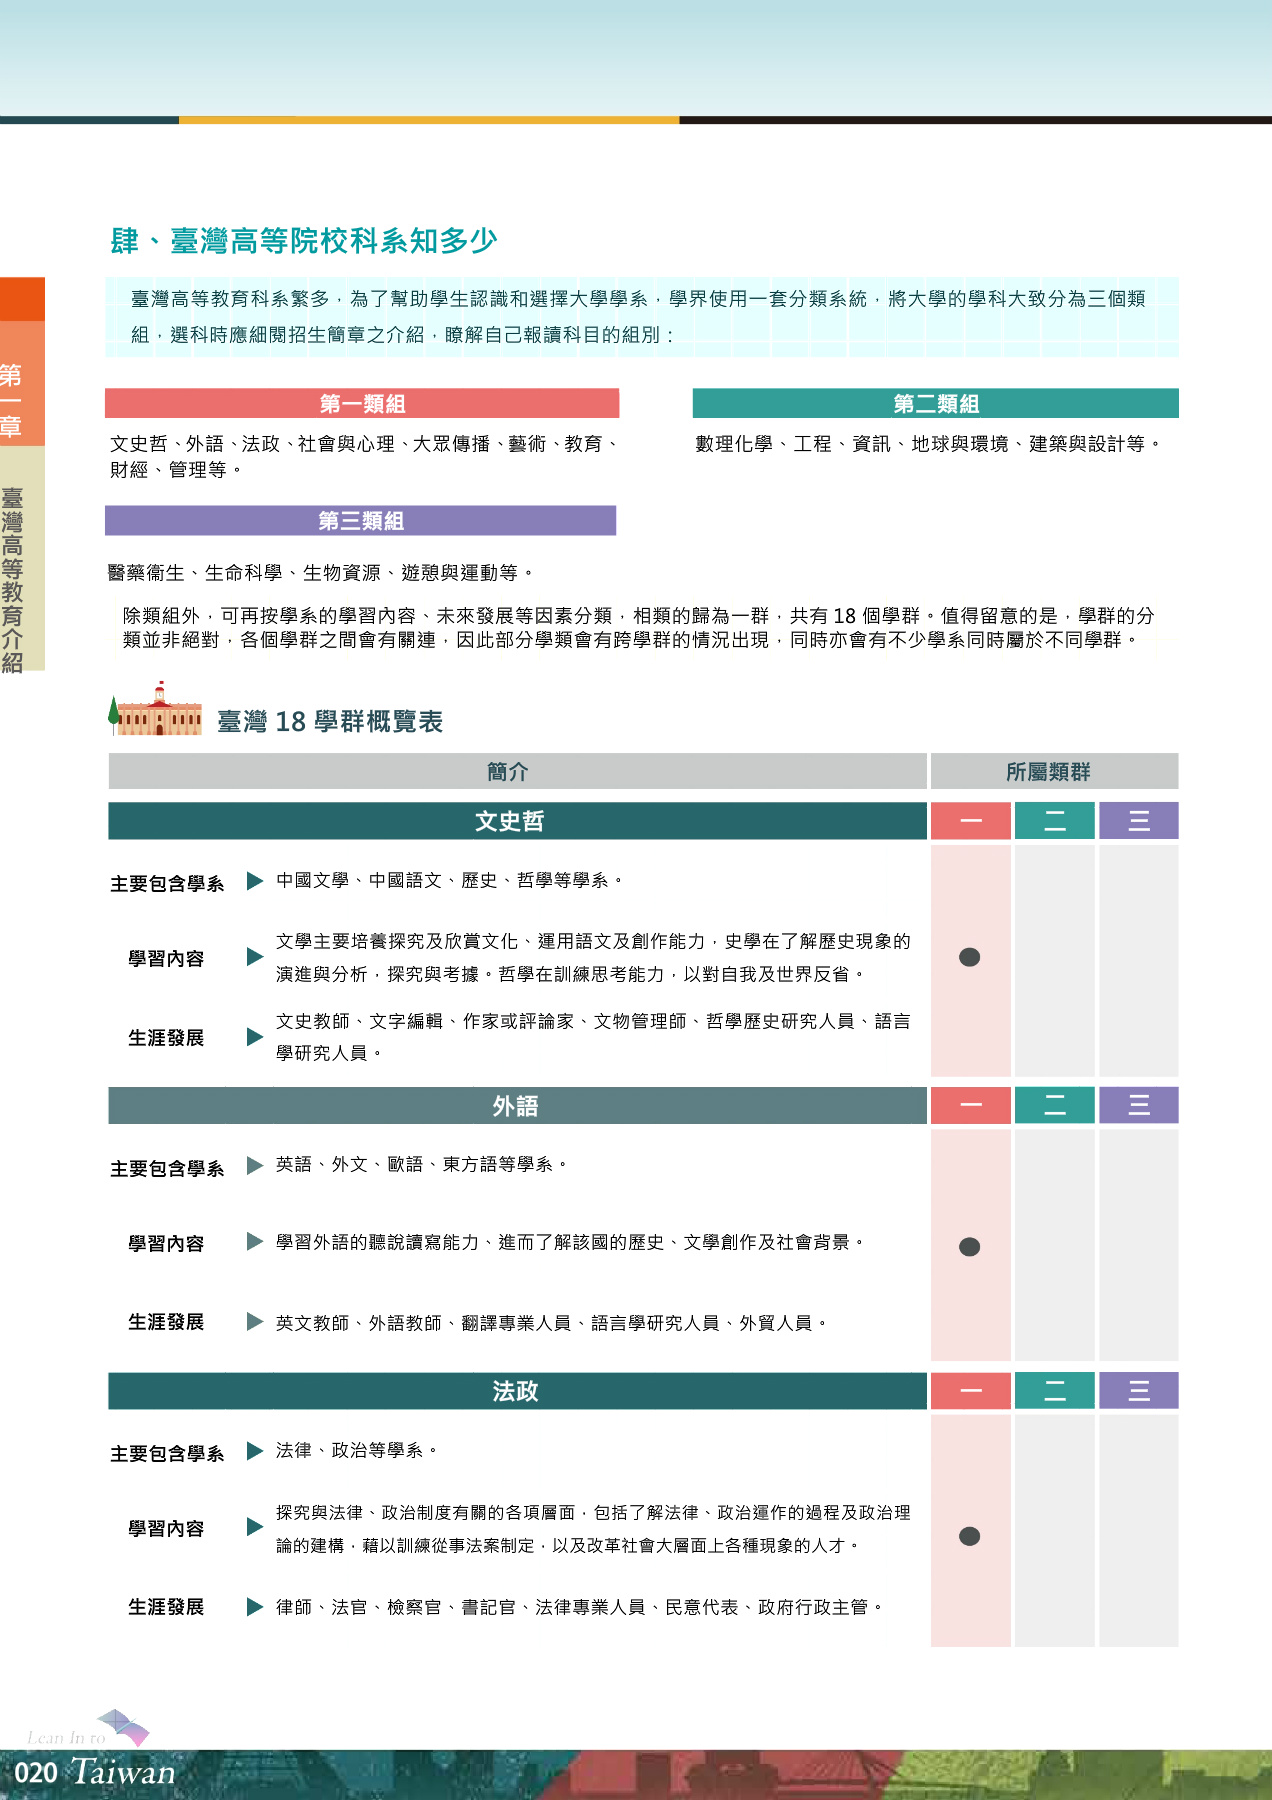 肆、臺灣高等院校科系知多少
臺灣高等教育科系繁多，為了幫助學生認識和選擇大學學系，學界使用一套分類系統，將大學的學科大致分為三個類
組，選科時應細閱招生簡章之介紹，瞭解自己報讀科目的組別：
第一類組
文史哲、外語、法政、社會與心理、大眾傳播、藝術、教育、
財經、管理等。
第二類組
數理化學、工程、資訊、地球與環境、建築與設計等。
第三類組
醫藥衞生、生命科學、生物資源、遊憩與運動等。
除類組外，可再按學系的學習內容、未來發展等因素分類，相類的歸為一群，共有 18 個學群。值得留意的是，學群的分
類並非絕對，各個學群之間會有關連，因此部分學類會有跨學群的情況出現，同時亦會有不少學系同時屬於不同學群。
臺灣 18 學群概覽表
簡介 所屬類群
文史哲 一 二 三
主要包含學系 中國文學、中國語文、歷史、哲學等學系。
學習內容 文學主要培養探究及欣賞文化、運用語文及創作能力，史學在了解歷史現象的
演進與分析，探究與考據。哲學在訓練思考能力，以對自我及世界反省。
生涯發展 文史教師、文字編輯、作家或評論家、文物管理師、哲學歷史研究人員、語言
學研究人員。
外語 一 二 三
主要包含學系 英語、外文、歐語、東方語等學系。
學習內容 學習外語的聽說讀寫能力、進而了解該國的歷史、文學創作及社會背景。
生涯發展 英文教師、外語教師、翻譯專業人員、語言學研究人員、外貿人員。
法政 一 二 三
主要包含學系 法律、政治等學系。
學習內容 探究與法律、政治制度有關的各項層面，包括了解法律、政治運作的過程及政治理
論的建構，藉以訓練從事法案制定，以及改革社會大層面上各種現象的人才。
生涯發展 律師、法官、檢察官、書記官、法律專業人員、民意代表、政府行政主管。
第一章
臺灣高等教育介紹
Lean In to
020 Taiwan